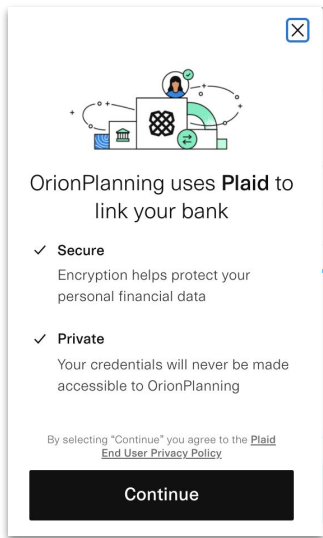 OrionPlanning uses Plaid to
link your bank
Secure
Encryption helps protect your
personal financial data
Private
Your credentials will never be made
accessible to OrionPlanning
By selecting “Continue” you agree to the Plaid
End User Privacy Policy
Continue